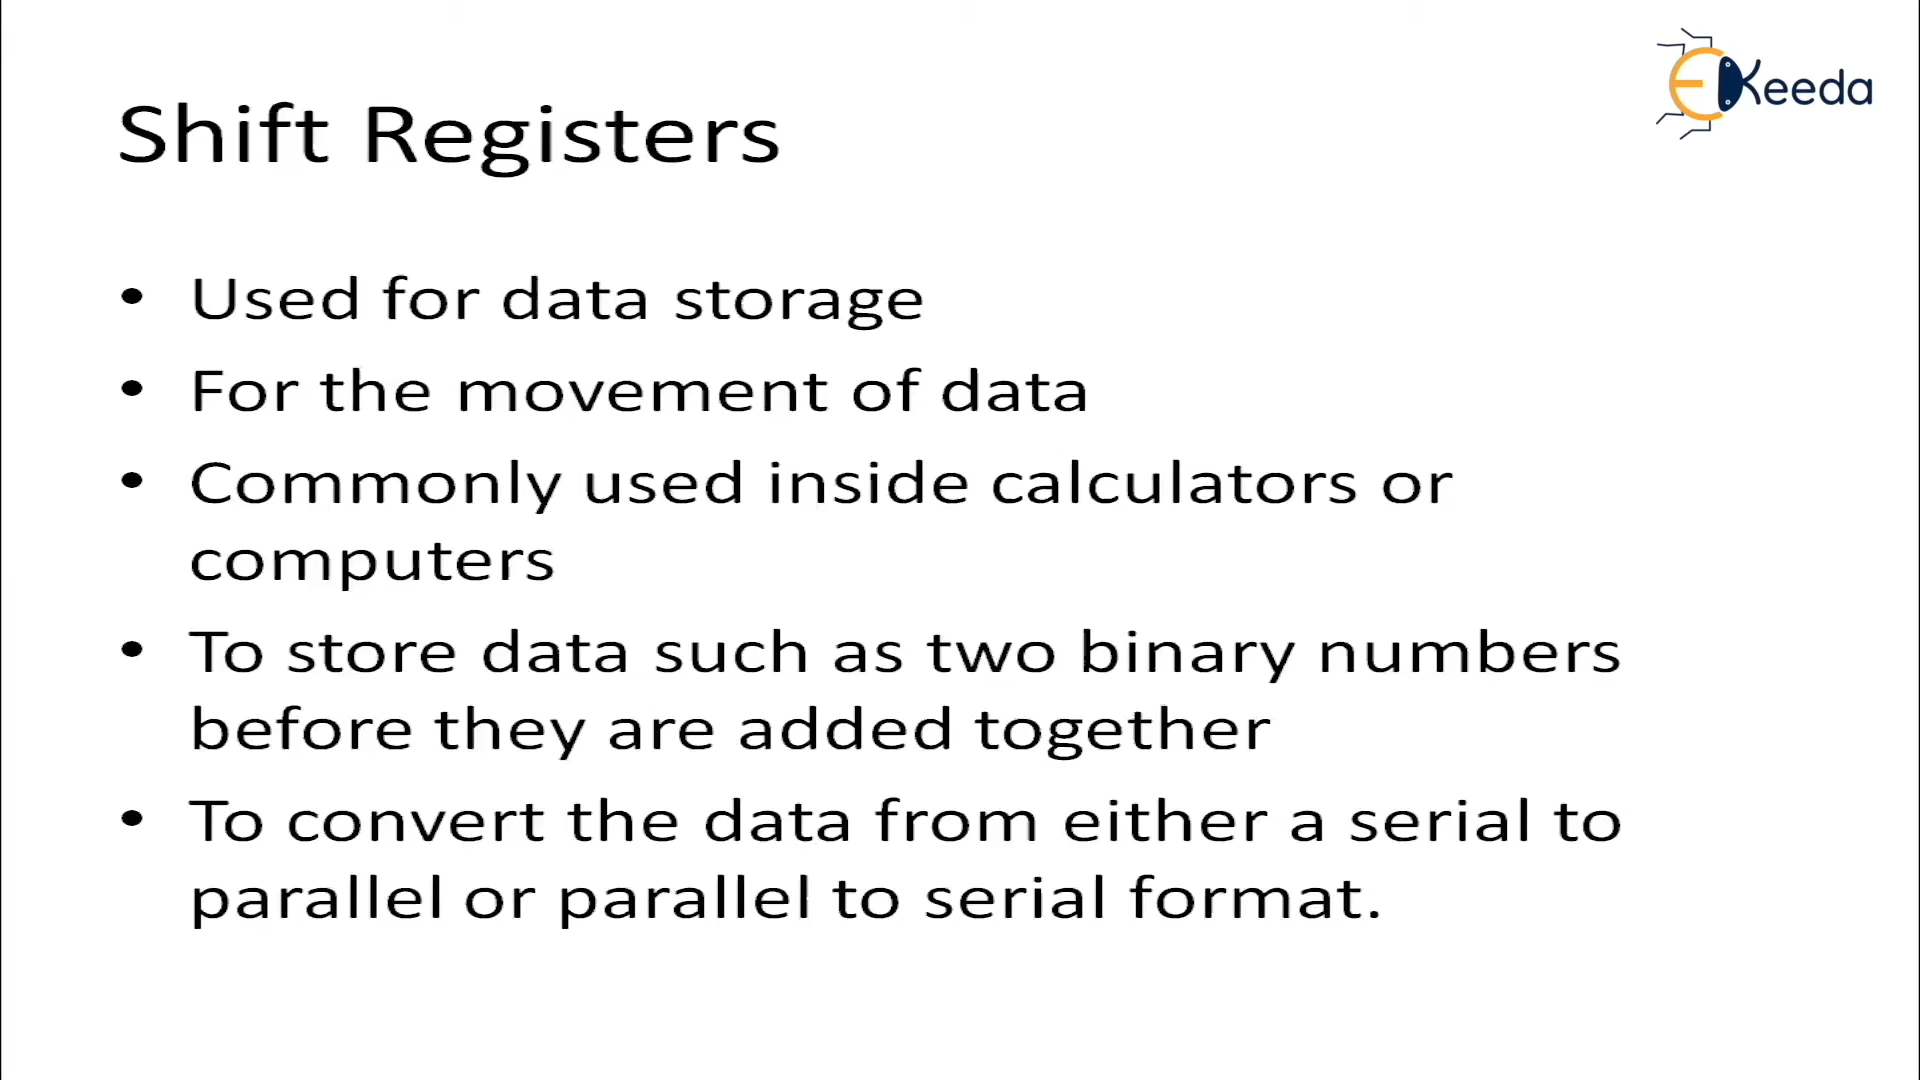 EKeeda
Shift Registers
• Used for data storage
• For the movement of data
• Commonly used inside calculators or
computers
• To store data such as two binary numbers
before they are added together
• To convert the data from either a serial to
parallel or parallel to serial format.